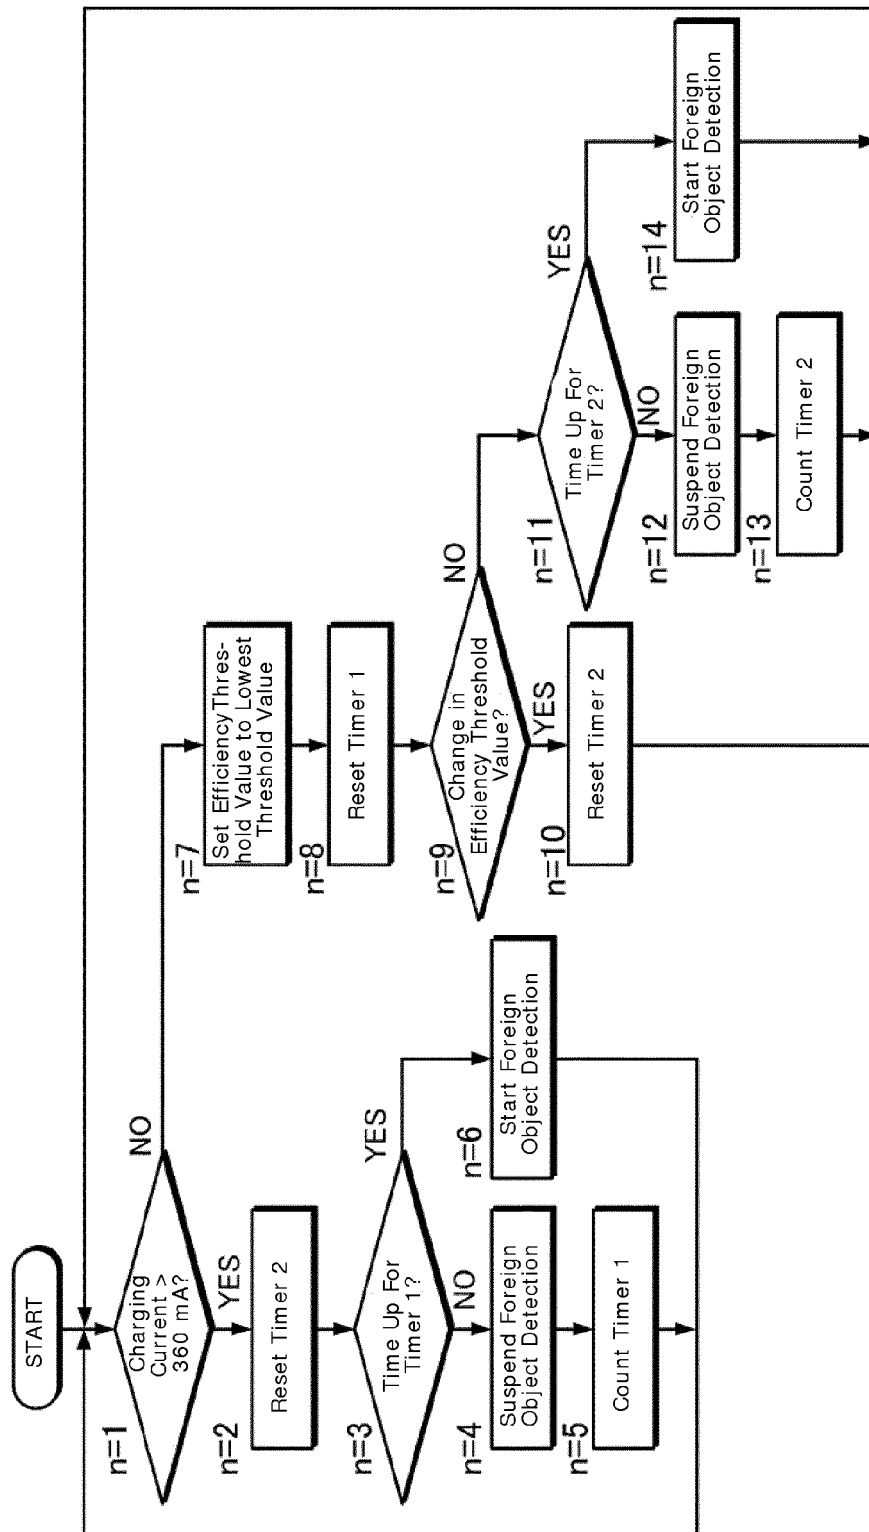 START
n=1
Charging
Current >
360 mA?
NO
YES
n=2
Reset Timer 2
n=3
Time Up For
Timer 1?
YES
NO
n=4
Suspend Foreign
Object Detection
n=5
Count Timer 1
n=6
Start Foreign
Object Detection
n=7
Set EfficiencyThres-
hold Value to Lowest
Threshold Value
n=8
Reset Timer 1
n=9
Change in
Efficiency Threshold
Value?
NO
YES
n=10
Reset Timer 2
n=11
Time Up For
Timer 2?
YES
NO
n=12
Suspend Foreign
Object Detection
n=13
Count Timer 2
n=14
Start Foreign
Object Detection